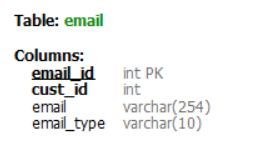 Table: email
Columns:
email_id int PK
cust_id int
email varchar(254)
email_type varchar(10)